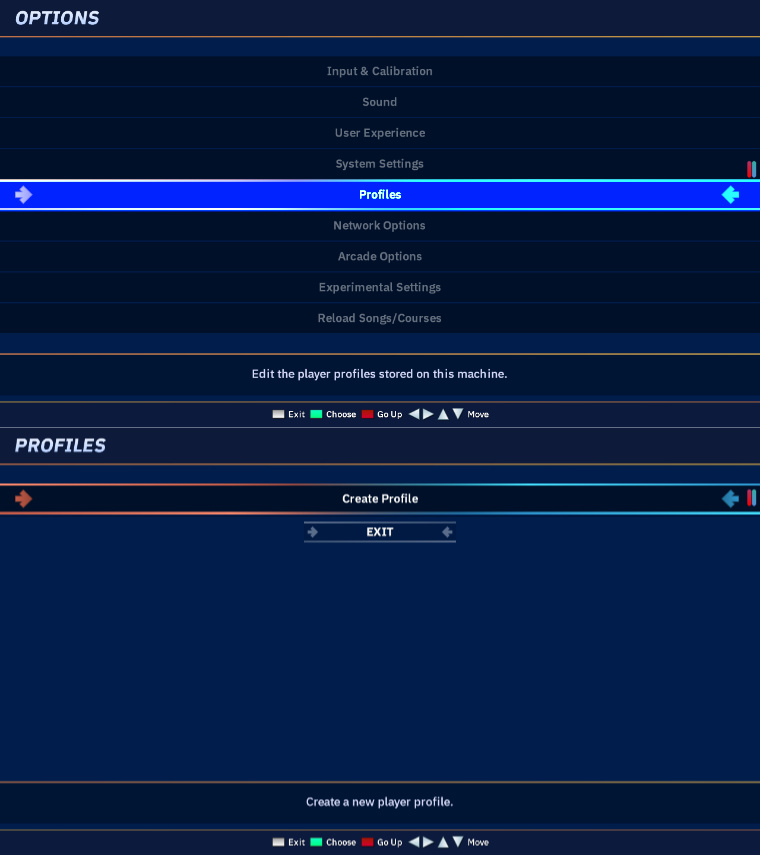 OPTIONS
Input & Calibration
Sound
User Experience
System Settings
Profiles
Network Options
Arcade Options
Experimental Settings
Reload Songs/Courses
Edit the player profiles stored on this machine.
Exit Choose Go Up Move
PROFILES
Create Profile
EXIT
Create a new player profile.
Exit Choose Go Up Move